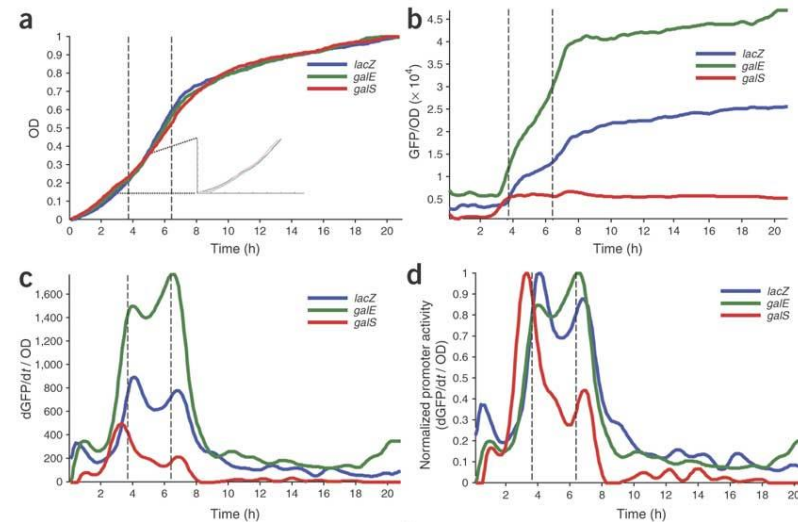 a
1
0.9
0.8
0.7
0.6
0.5
0.4
0.3
0.2
0.1
0
OD
0 2 4 6 8 10 12 14 16 18 20
Time (h)
lacZ
galE
galS
b
4.5
4
3.5
3
2.5
2
1.5
1
0.5
GFP/OD (× 10⁴)
2 4 6 8 10 12 14 16 18 20
Time (h)
lacZ
galE
galS
c
1,600
1,400
1,200
1,000
800
600
400
200
0
dGFP/dt / OD
0 2 4 6 8 10 12 14 16 18 20
Time (h)
lacZ
galE
galS
d
1
0.9
0.8
0.7
0.6
0.5
0.4
0.3
0.2
0.1
0
Normalized promoter activity
(dGFP/dt / OD)
2 4 6 8 10 12 14 16 18 20
Time (h)
lacZ
galE
galS